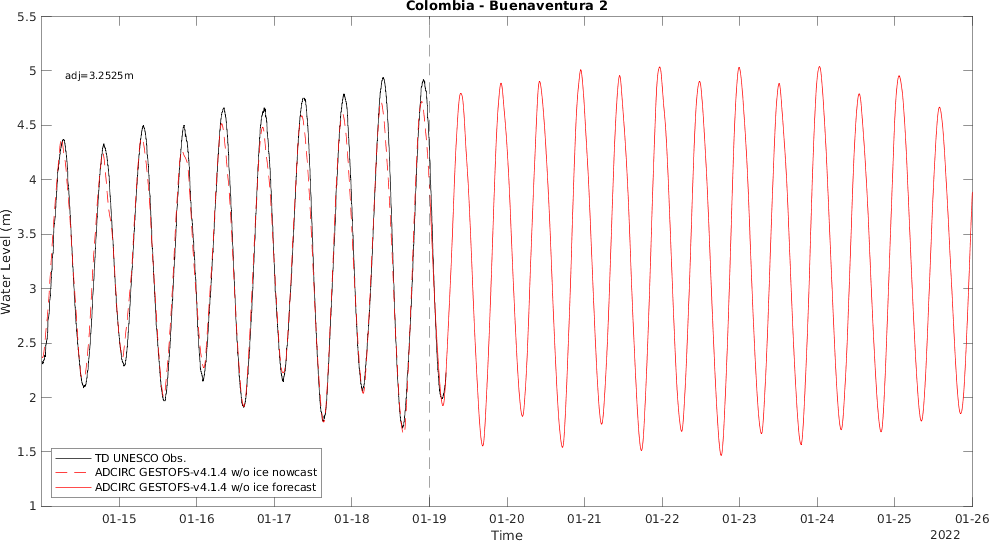 Colombia - Buenaventura 2
5.5
5
4.5
4
3.5
3
2.5
2
1.5
1
Water Level (m)
adj=3.2525m
TD UNESCO Obs.
ADCIRC GESTOFS-v4.1.4 w/o ice nowcast
ADCIRC GESTOFS-v4.1.4 w/o ice forecast
01-15 01-16 01-17 01-18 01-19 01-20 01-21 01-22 01-23 01-24 01-25 01-26
Time
2022